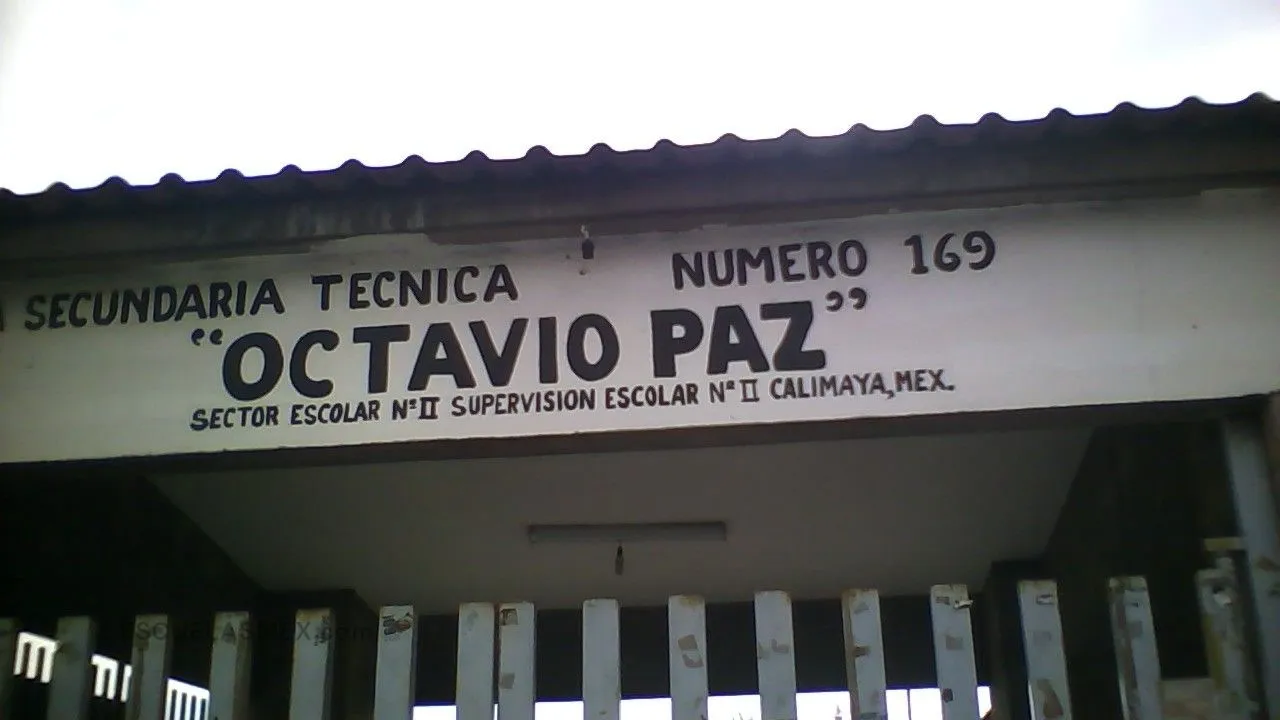 SECUNDARIA TECNICA NUMERO 169
“OCTAVIO PAZ”
SECTOR ESCOLAR Nº II SUPERVISION ESCOLAR Nº II CALIMAYA, MEX.